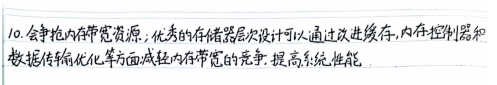 10.会争抢内存带宽资源;优秀的存储器层次设计可以通过改进缓存,内存控制器和
数据传输优化等方面减轻内存带宽的竞争.提高系统性能.